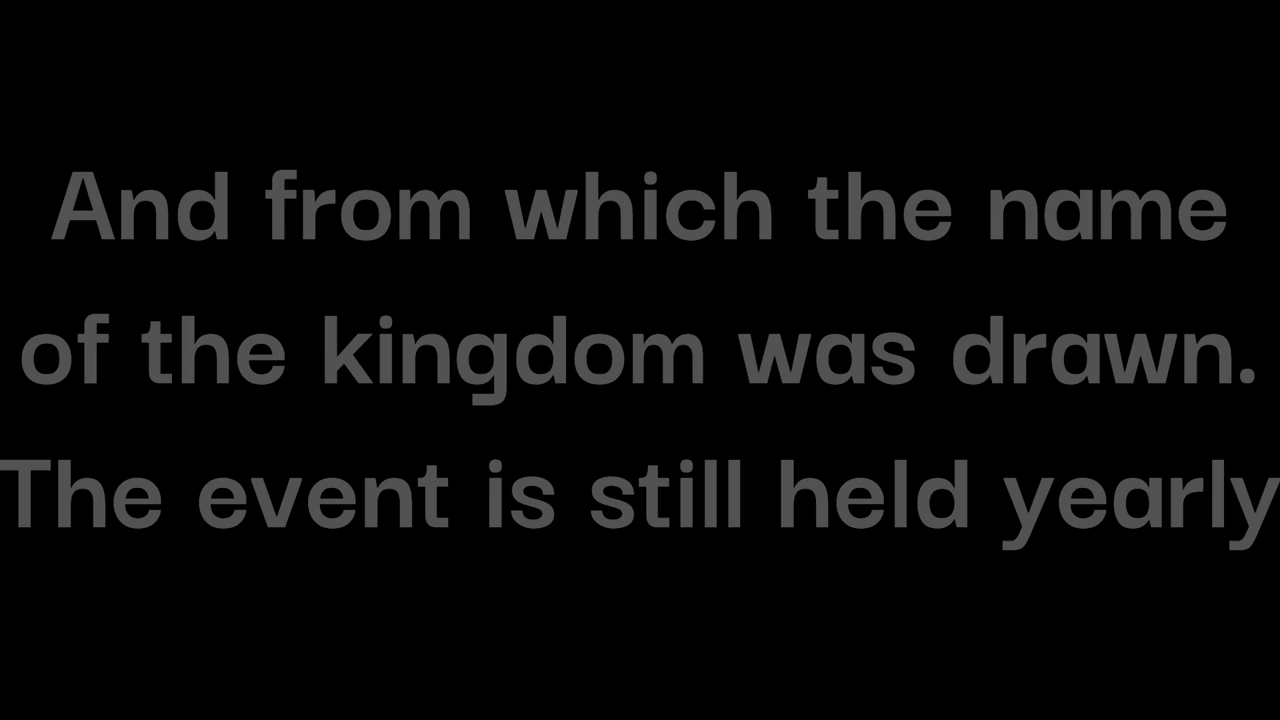 And from which the name
of the kingdom was drawn.
The event is still held yearly